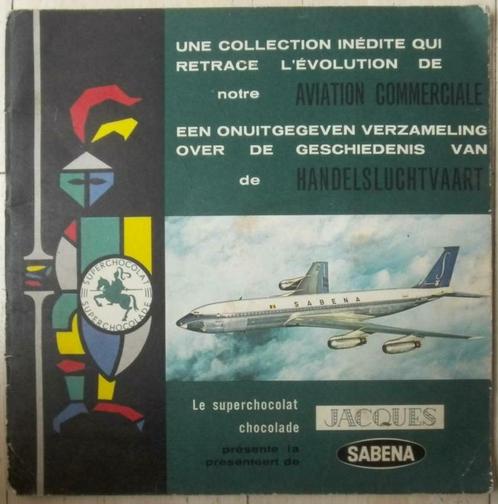 UNE COLLECTION INÉDITE QUI
RETRACE L'ÉVOLUTION DE
notre AVIATION COMMERCIALE
EEN ONUITGEGEVEN VERZAMELING
OVER DE GESCHIEDENIS VAN
de HANDELSLUCHTVAART
SUPERCHOCOLAT
SUPERCHOCOLADE
SABENA
S
Le superchocolat
chocolade
JACQUES
présente la
presenteert de
SABENA